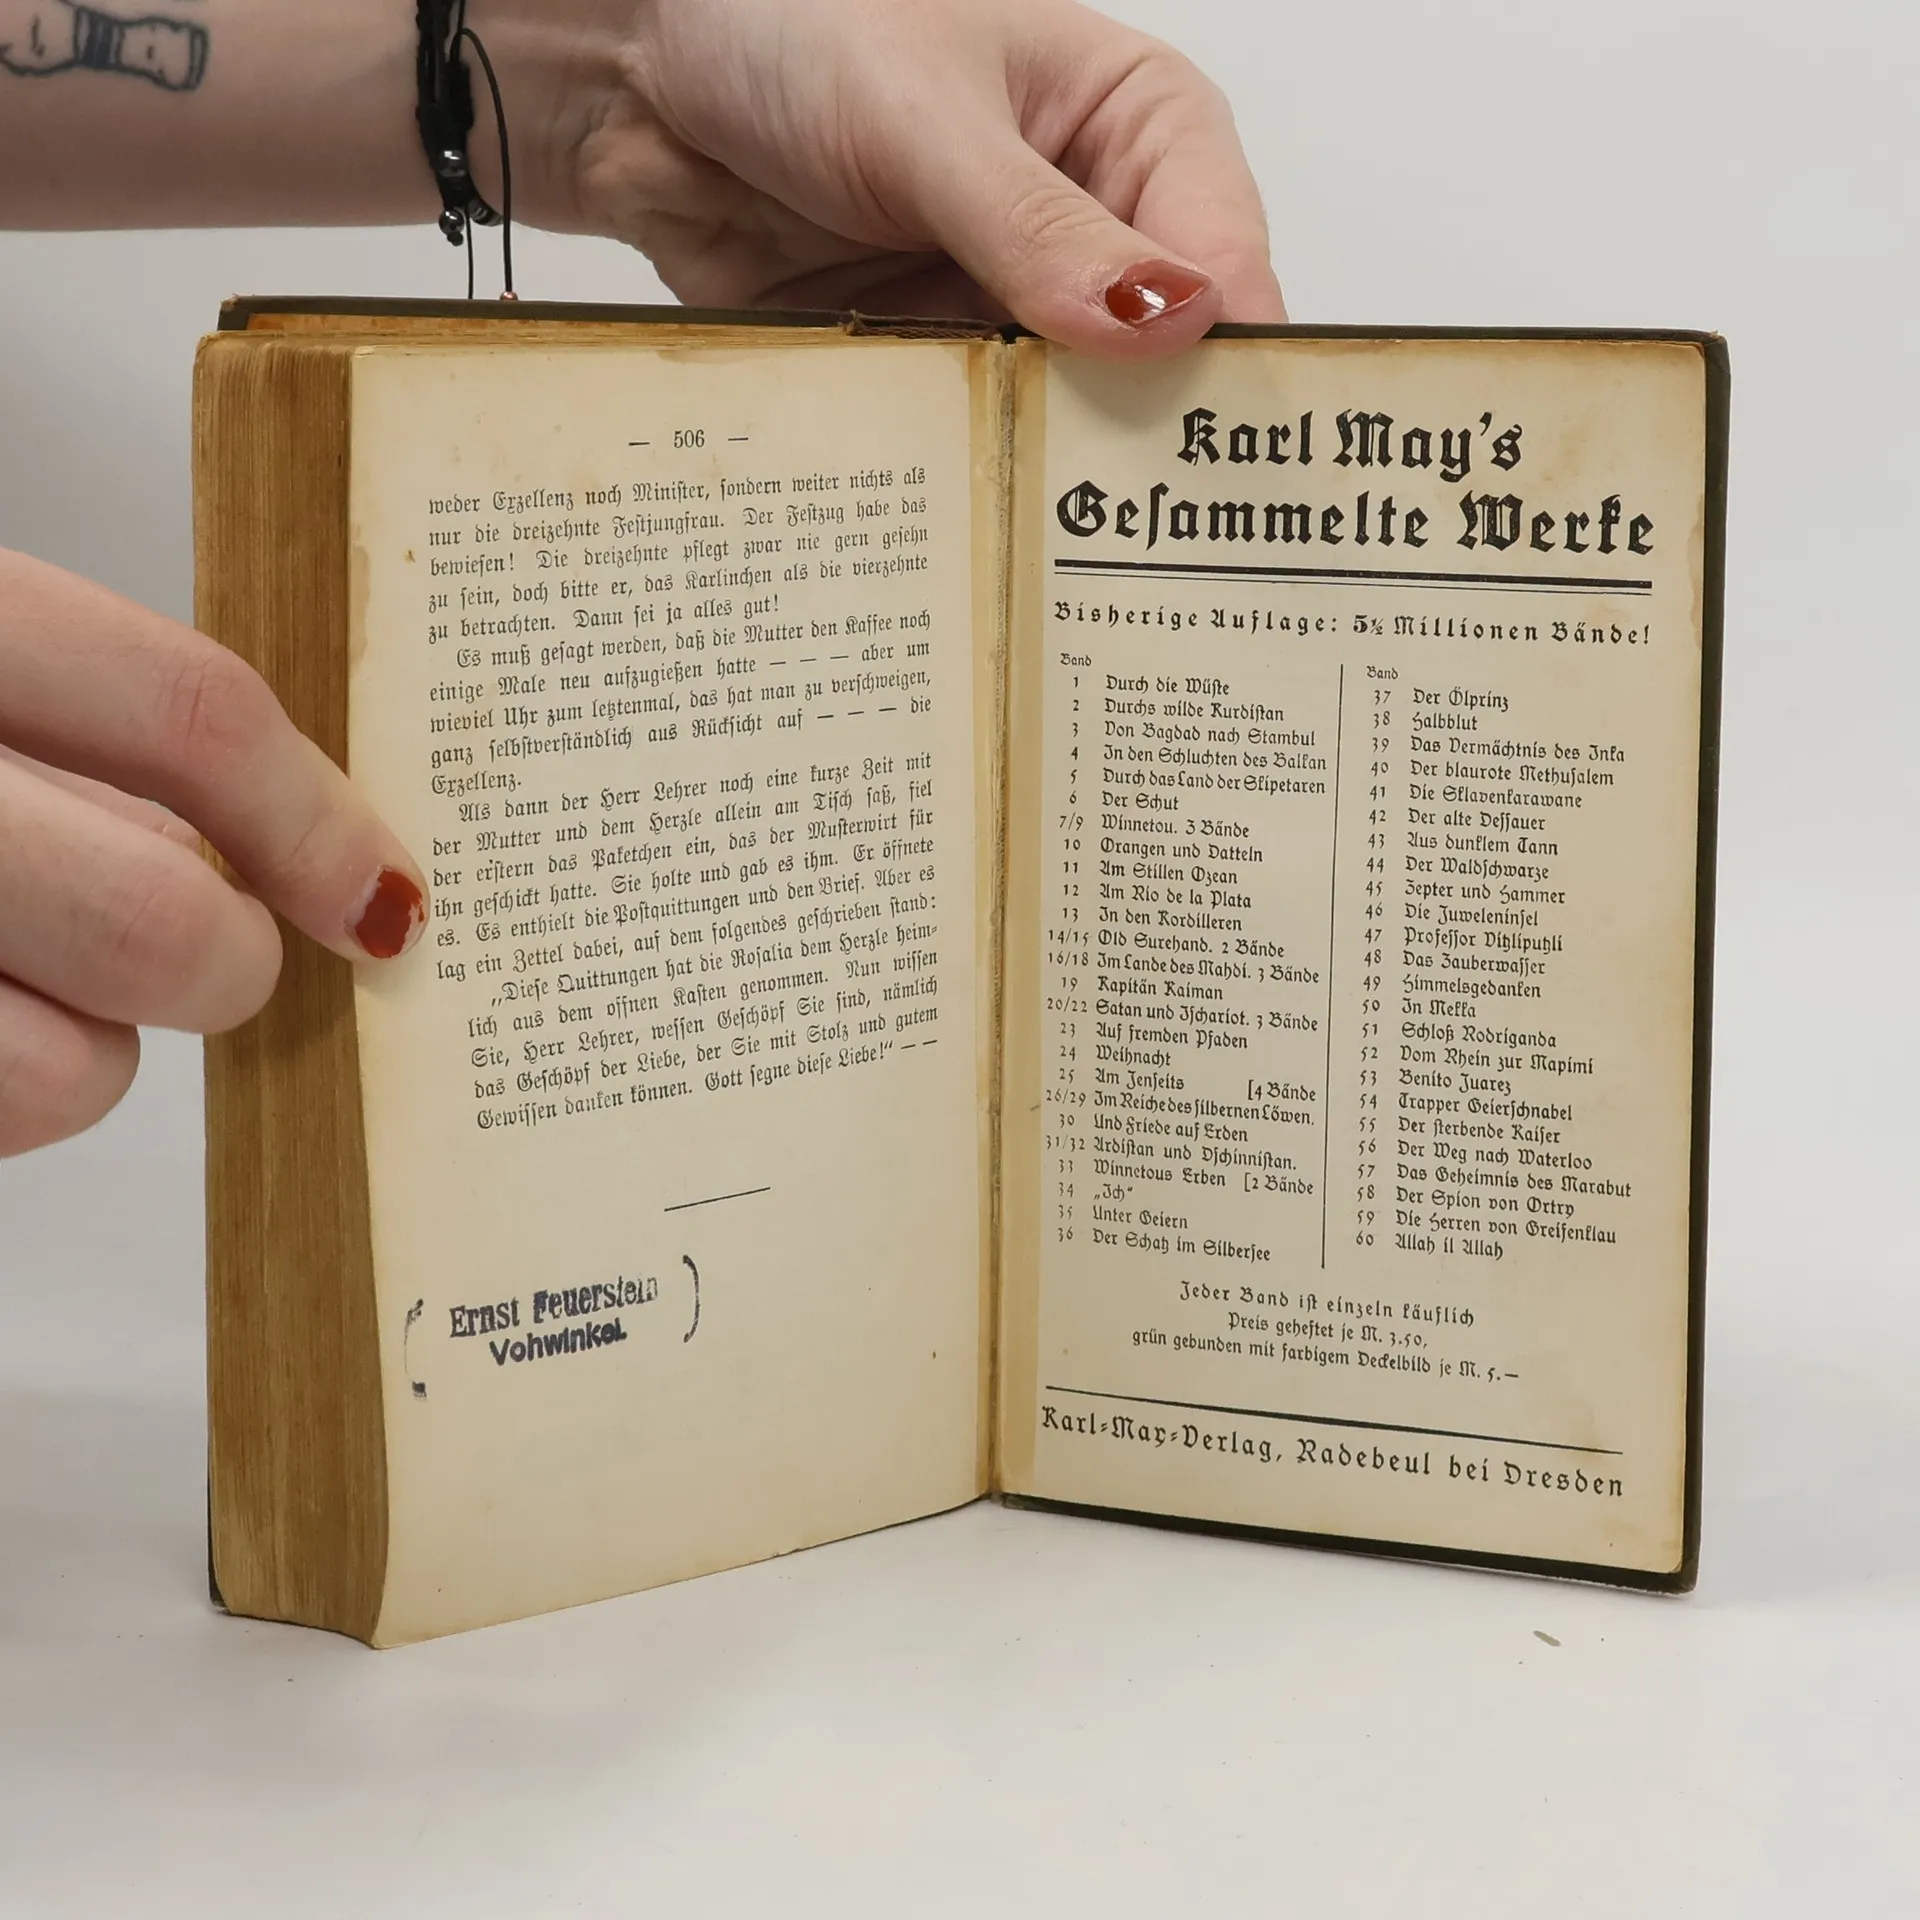 — 506 —
weder Exzellenz noch Minister, sondern weiter nichts als
nur die dreizehnte Festjungfrau. Der Festzug habe das
bewiesen! Die dreizehnte pflegt zwar nie gern gesehn
zu sein, doch bitte er, das Karlinchen als die vierzehnte
zu betrachten. Dann sei ja alles gut!
Es muß gesagt werden, daß die Mutter den Kaffee noch
einige Male neu aufzugießen hatte — — — aber um
wieviel Uhr zum letztenmal, das hat man zu verschweigen,
ganz selbstverständlich aus Rücksicht auf — — — die
Exzellenz.
Als dann der Herr Lehrer noch eine kurze Zeit mit
der Mutter und dem Herzle allein am Tisch saß, fiel
der erstern das Paketchen ein, das der Musterwirt für
ihn geschickt hatte. Sie holte und gab es ihm. Er öffnete
es. Es enthielt die Postquittungen und den Brief. Aber es
lag ein Zettel dabei, auf dem folgendes geschrieben stand:
„Diese Quittungen hat die Rosalia dem Herzle heim-
lich aus dem offnen Kasten genommen. Nun wissen
Sie, Herr Lehrer, wessen Geschöpf Sie sind, nämlich
das Geschöpf der Liebe, der Sie mit Stolz und gutem
Gewissen danken können. Gott segne diese Liebe!“ — —
Ernst Feuerstein
Vohwinkel.
Karl May's
Gesammelte Werke
Bisherige Auflage: 5½ Millionen Bände!
Band
1 Durch die Wüste
2 Durchs wilde Kurdistan
3 Von Bagdad nach Stambul
4 In den Schluchten des Balkan
5 Durch das Land der Skipetaren
6 Der Schut
7/9 Winnetou. 3 Bände
10 Orangen und Datteln
11 Am Stillen Ozean
12 Am Rio de la Plata
13 In den Kordilleren
14/15 Old Surehand. 2 Bände
16/18 Im Lande des Mahdi. 3 Bände
19 Kapitän Kaiman
20/22 Satan und Ischariot. 3 Bände
23 Auf fremden Pfaden
24 Weihnacht
25 Am Jenseits [4 Bände
26/29 Im Reiche des silbernen Löwen.
30 Und Friede auf Erden
31/32 Ardistan und Dschinnistan.
33 Winnetous Erben [2 Bände
34 „Ich“
35 Unter Geiern
36 Der Schatz im Silbersee
Band
37 Der Ölprinz
38 Halbblut
39 Das Vermächtnis des Inka
40 Der blaurote Methusalem
41 Die Sklavenkarawane
42 Der alte Dessauer
43 Aus dunklem Tann
44 Der Waldschwarze
45 Zepter und Hammer
46 Die Juweleninsel
47 Professor Vitzliputzli
48 Das Zauberwasser
49 Himmelsgedanken
50 In Mekka
51 Schloß Rodriganda
52 Vom Rhein zur Mapimi
53 Benito Juarez
54 Trapper Geierschnabel
55 Der sterbende Kaiser
56 Der Weg nach Waterloo
57 Das Geheimnis des Marabut
58 Der Spion von Ortry
59 Die Herren von Greifenklau
60 Allah il Allah
Jeder Band ist einzeln käuflich
Preis geheftet je M. 3.50,
grün gebunden mit farbigem Deckelbild je M. 5.—
Karl-May-Verlag, Radebeul bei Dresden